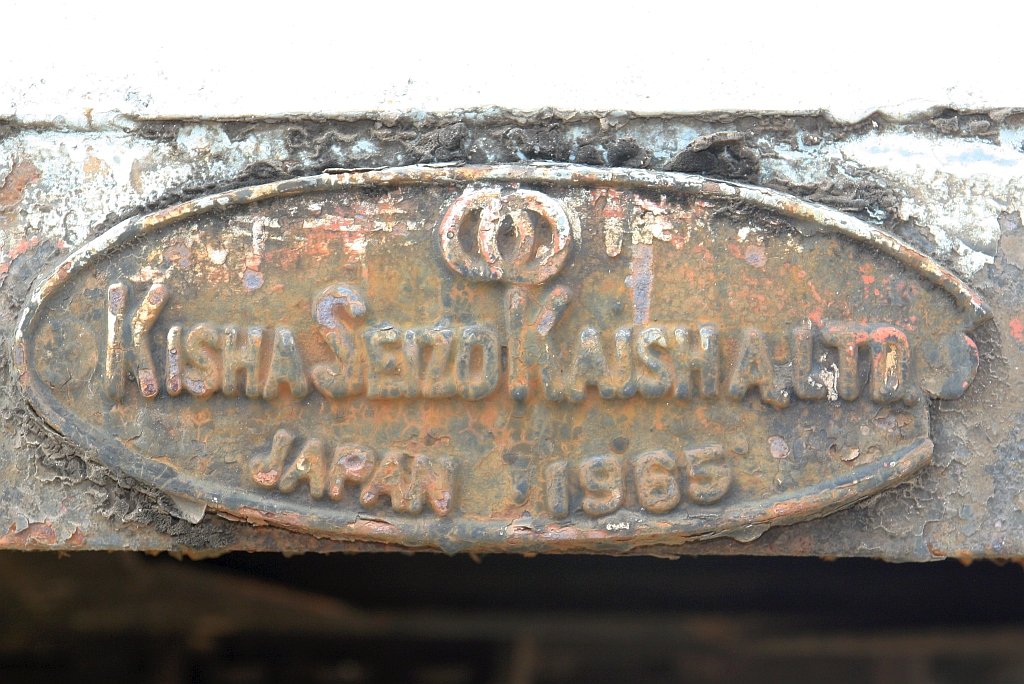 KISHA SEIZO KAISHA, LTD.
JAPAN 1965